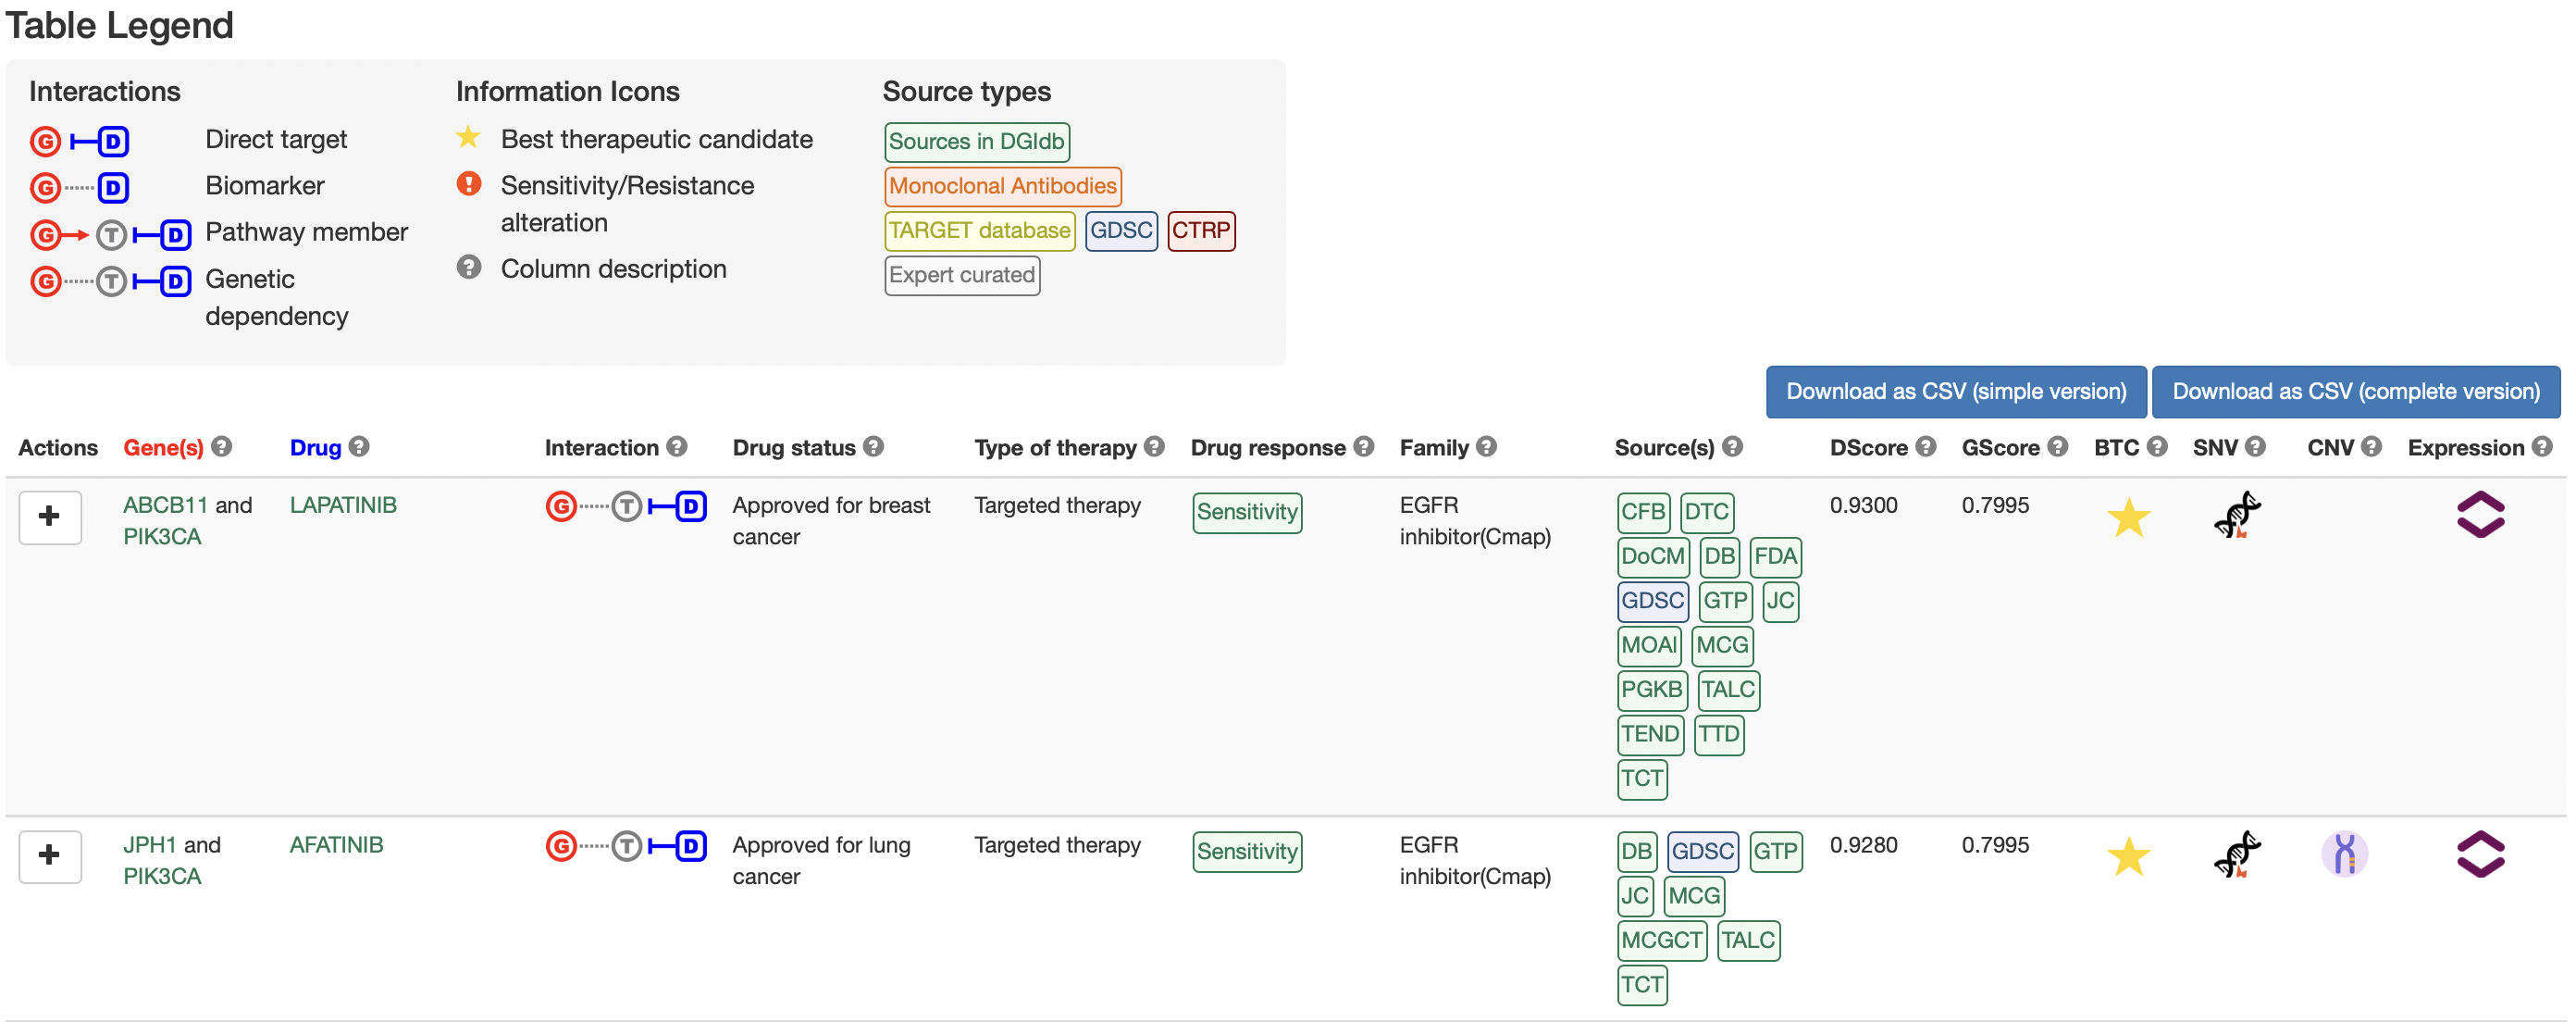 Table Legend
Interactions
G D Direct target
G D Biomarker
G T D Pathway member
G T D Genetic
dependency
Information Icons
Best therapeutic candidate
! Sensitivity/Resistance
alteration
? Column description
Source types
Sources in DGIdb
Monoclonal Antibodies
TARGET database GDSC CTRP
Expert curated
Download as CSV (simple version) Download as CSV (complete version)
Actions Gene(s) ? Drug ? Interaction ? Drug status ? Type of therapy ? Drug response ? Family ? Source(s) ? DScore ? GScore ? BTC ? SNV ? CNV ? Expression ?
+ ABCB11 and LAPATINIB G T D Approved for breast Targeted therapy Sensitivity EGFR CFB DTC 0.9300 0.7995
PIK3CA cancer inhibitor(Cmap)
DoCM DB FDA
GDSC GTP JC
MOAI MCG
PGKB TALC
TEND TTD
TCT
+ JPH1 and AFATINIB G T D Approved for lung Targeted therapy Sensitivity EGFR DB GDSC GTP 0.9280 0.7995
PIK3CA cancer inhibitor(Cmap)
JC MCG
MCGCT TALC
TCT